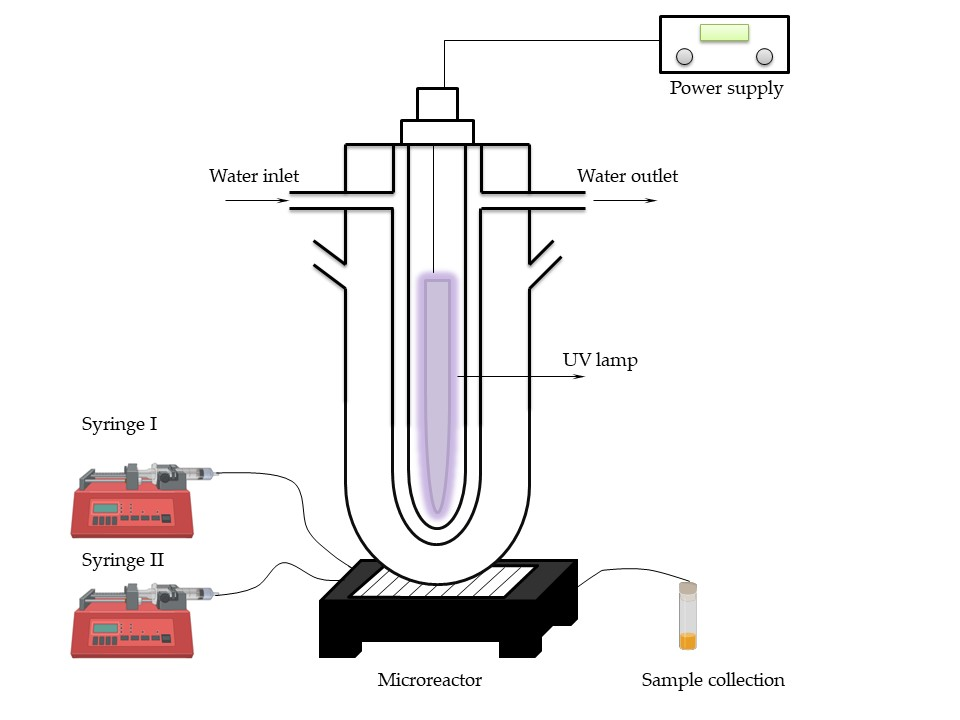 Power supply
Water inlet
Water outlet
UV lamp
Syringe I
Syringe II
Microreactor
Sample collection